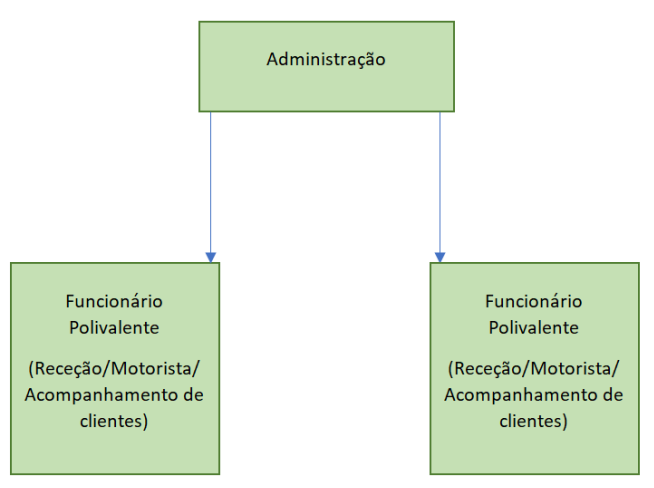 Administração
Funcionário
Polivalente
(Receção/Motorista/
Acompanhamento de
clientes)
Funcionário
Polivalente
(Receção/Motorista/
Acompanhamento de
clientes)